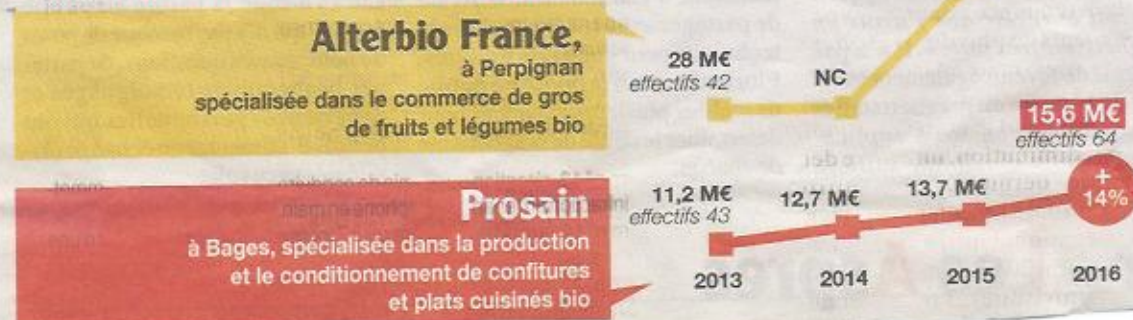 Alterbio France,
à Perpignan
spécialisée dans le commerce de gros
de fruits et légumes bio
28 M€
effectifs 42
NC
15,6 M€
effectifs 64
Prosain
à Bages, spécialisée dans la production
et le conditionnement de confitures
et plats cuisinés bio
11,2 M€
effectifs 43
12,7 M€
13,7 M€
+
14%
2013 2014 2015 2016